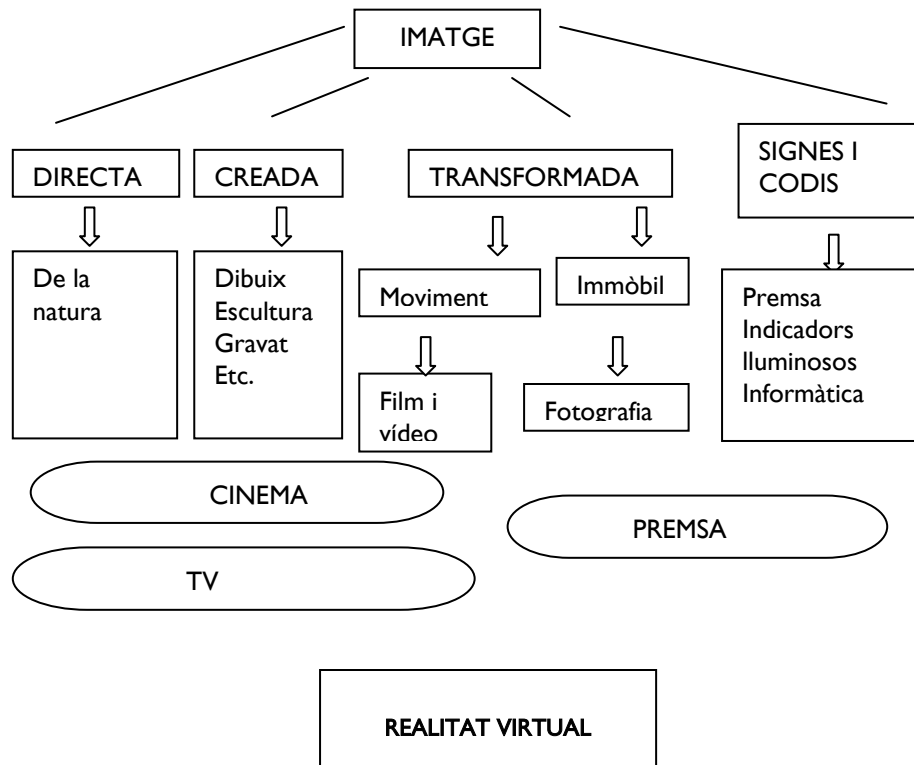 IMATGE
DIRECTA
CREADA
TRANSFORMADA
SIGNES I
CODIS
De la
natura
Dibuix
Escultura
Gravat
Etc.
Moviment
Immòbil
Film i
vídeo
Fotografia
Premsa
Indicadors
lluminosos
Informàtica
CINEMA
PREMSA
TV
REALITAT VIRTUAL